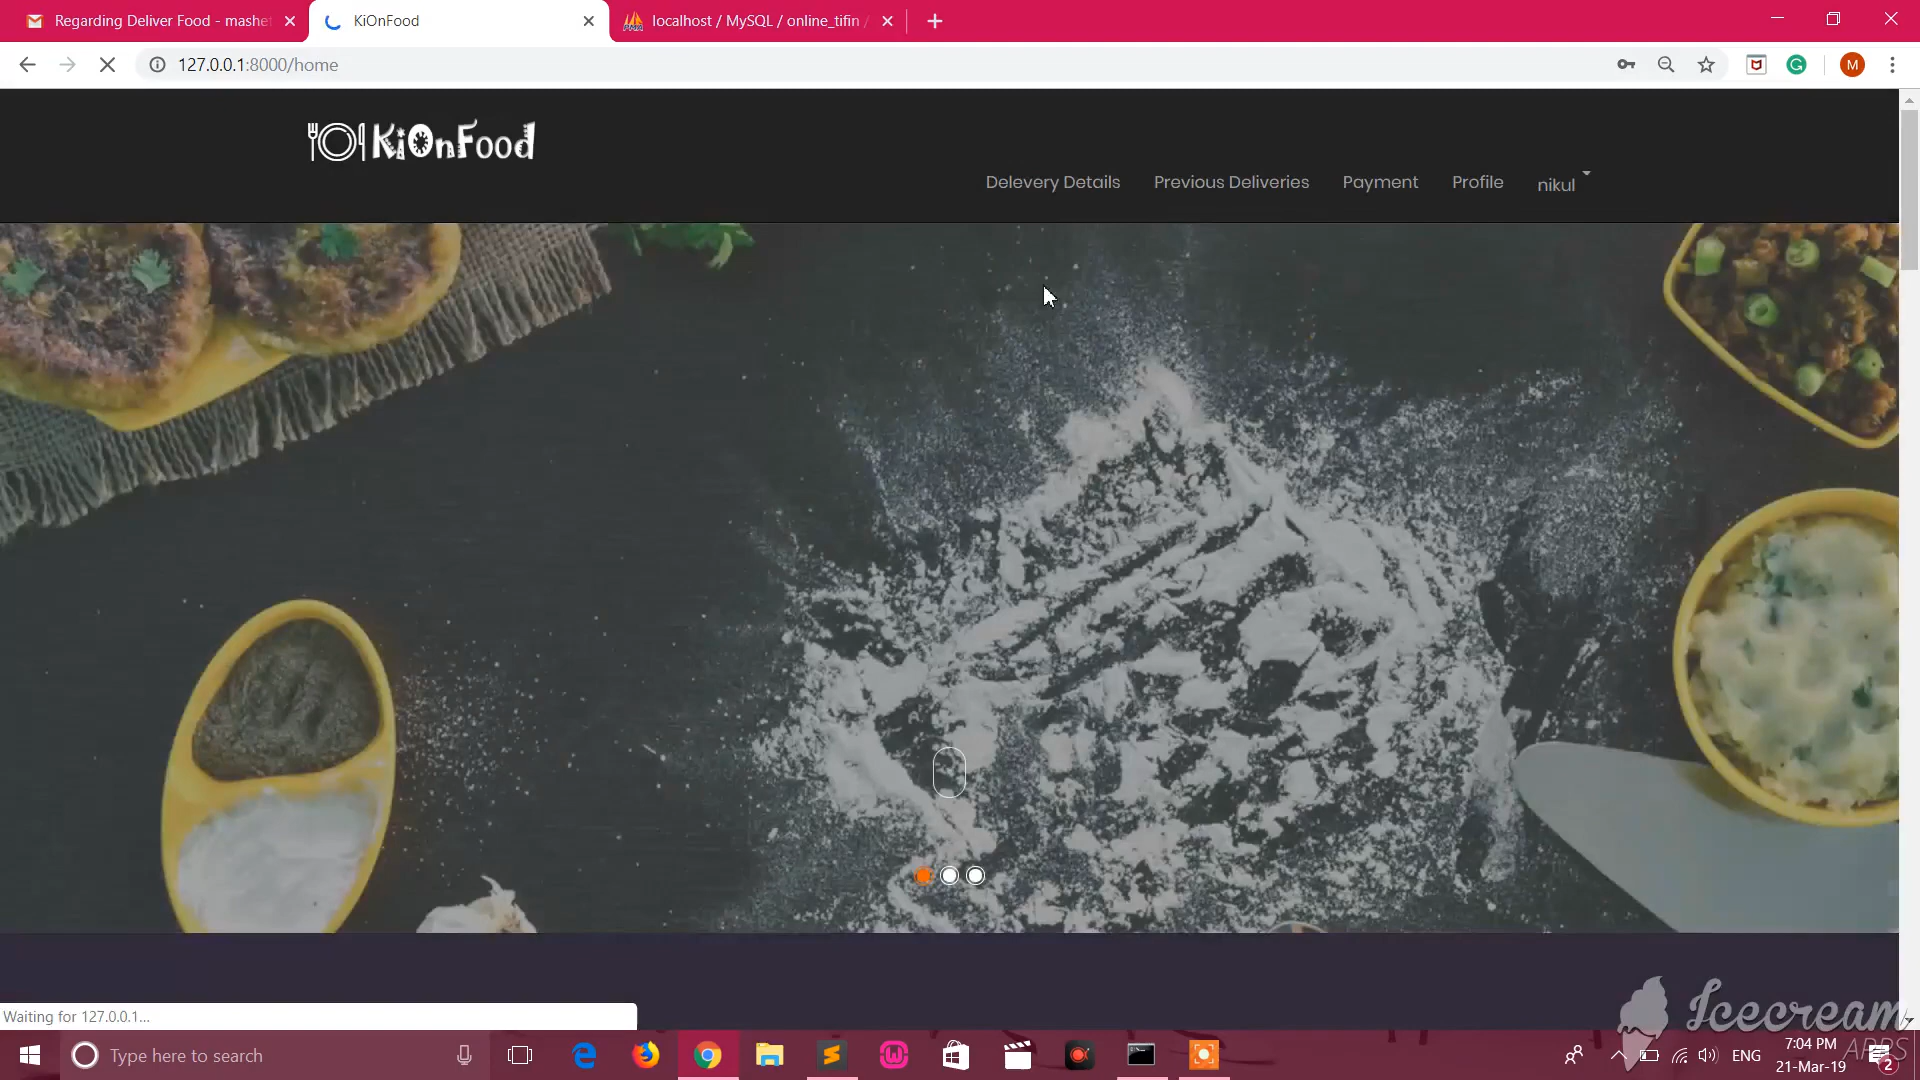 Regarding Deliver Food - mashe
KiOnFood
localhost / MySQL / online_tifin /
127.0.0.1:8000/home
M
KiOnFood
Delevery Details
Previous Deliveries
Payment
Profile
nikul
Waiting for 127.0.0.1...
Icecream
APPS
Type here to search
ENG
7:04 PM
21-Mar-19
2